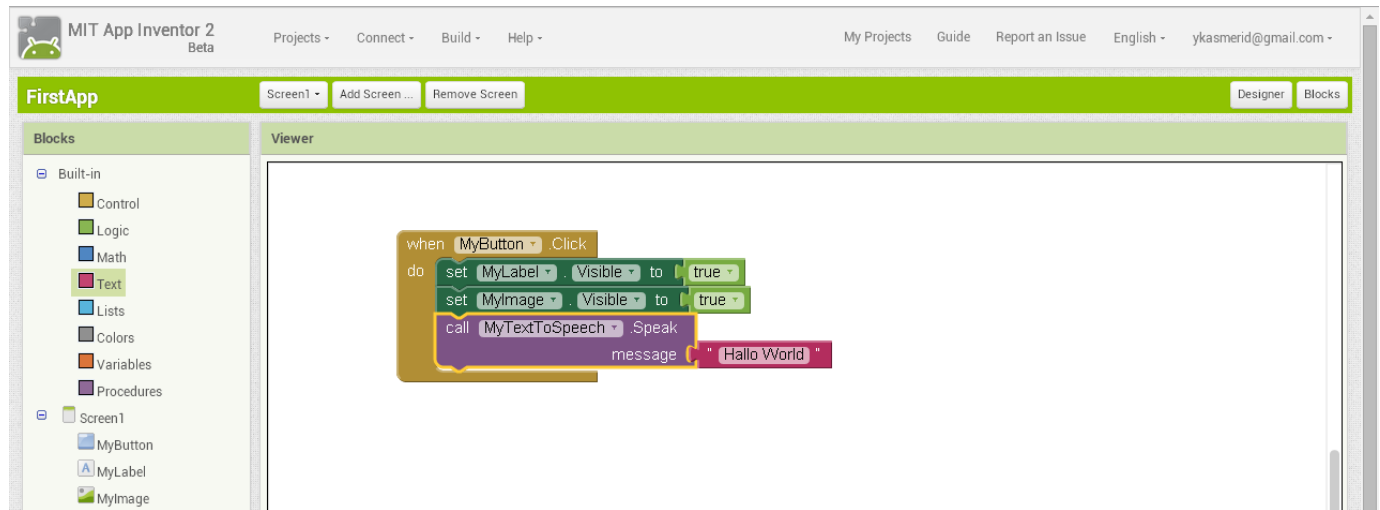 MIT App Inventor 2
Beta
Projects Connect Build Help My Projects Guide Report an Issue English ykasmerid@gmail.com
FirstApp Screen1 Add Screen ... Remove Screen Designer Blocks
Blocks Viewer
Built-in
Control
Logic
Math
Text
Lists
Colors
Variables
Procedures
Screen1
MyButton
A MyLabel
MyImage
when MyButton .Click
do set MyLabel . Visible to true
set MyImage . Visible to true
call MyTextToSpeech .Speak
message " Hallo World "